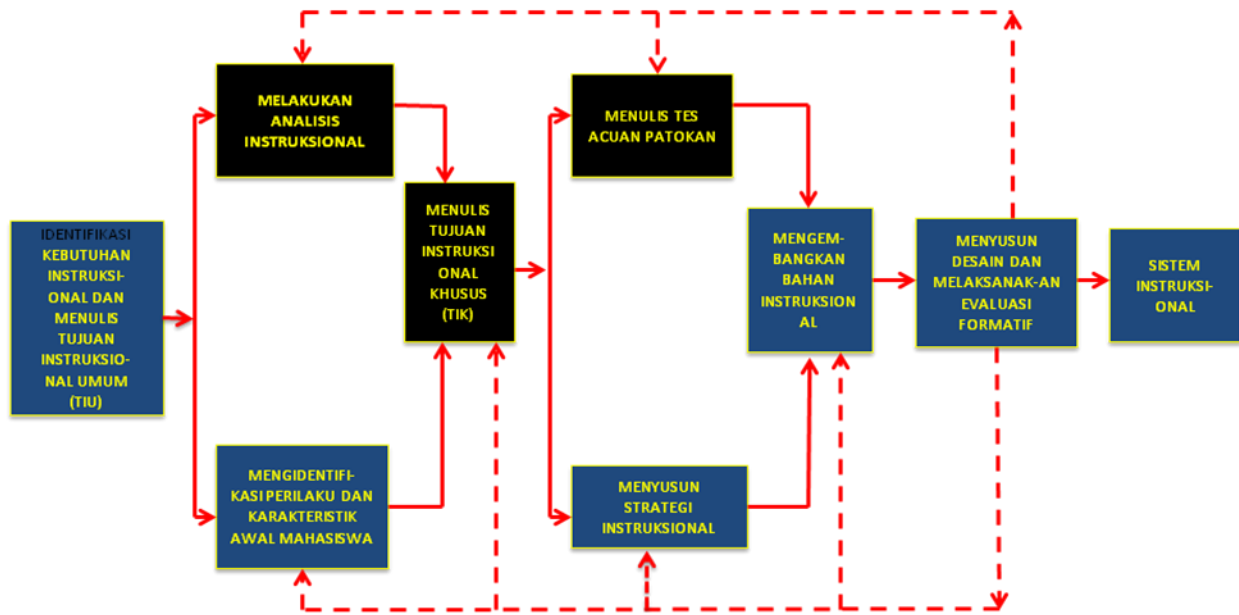 IDENTIFIKASI
KEBUTUHAN
INSTRUKSI-
ONAL DAN
MENULIS
TUJUAN
INSTRUKSIO-
NAL UMUM
(TIU)
MELAKUKAN
ANALISIS
INSTRUKSIONAL
MENGIDENTIFI-
KASI PERILAKU DAN
KARAKTERISTIK
AWAL MAHASISWA
MENULIS
TUJUAN
INSTRUKSI
ONAL
KHUSUS
(TIK)
MENULIS TES
ACUAN PATOKAN
MENYUSUN
STRATEGI
INSTRUKSIONAL
MENGEM-
BANGKAN
BAHAN
INSTRUKSION
AL
MENYUSUN
DESAIN DAN
MELAKSANAK-AN
EVALUASI
FORMATIF
SISTEM
INSTRUKSI-
ONAL